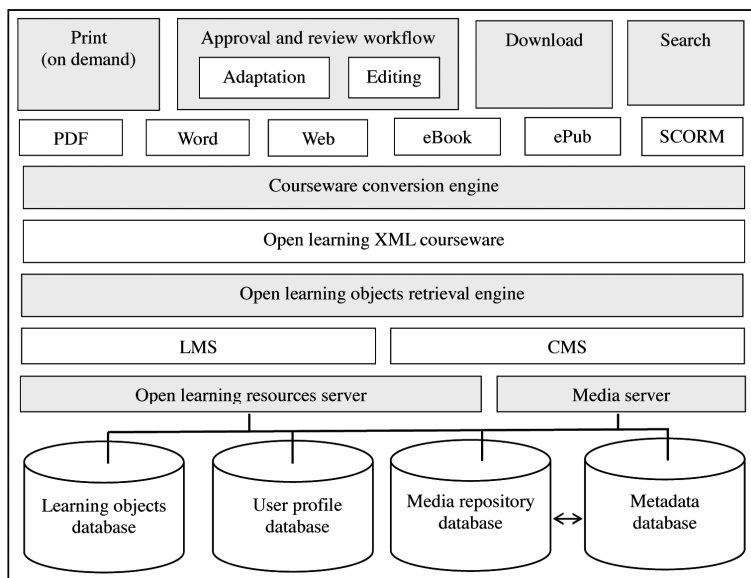 Print
(on demand)
Approval and review workflow
Adaptation
Editing
Download
Search
PDF
Word
Web
eBook
ePub
SCORM
Courseware conversion engine
Open learning XML courseware
Open learning objects retrieval engine
LMS
CMS
Open learning resources server
Media server
Learning objects
database
User profile
database
Media repository
database
Metadata
database